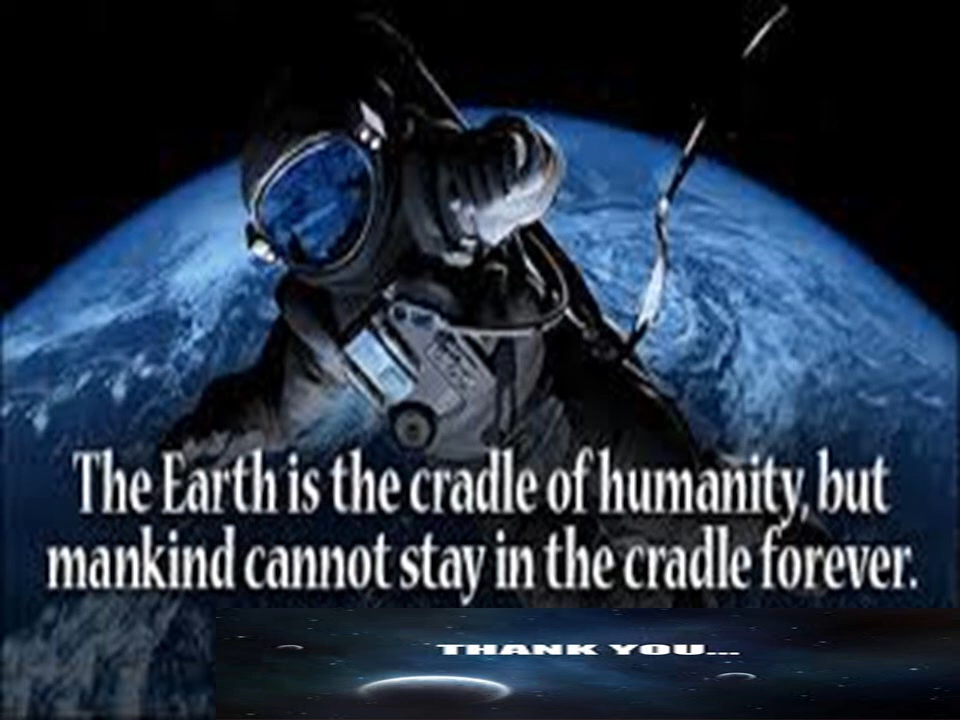 The Earth is the cradle of humanity, but
mankind cannot stay in the cradle forever.
THANK YOU...